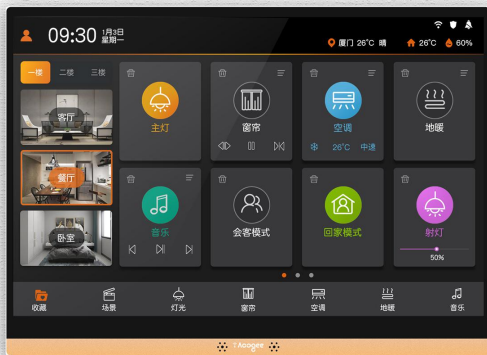 09:30 1月3日
星期一
厦门 26°C 晴
26°C
60%
一楼 二楼 三楼
客厅
餐厅
卧室
主灯
窗帘
空调
26°C 中速
地暖
音乐
会客模式
回家模式
射灯
50%
收藏
场景
灯光
窗帘
空调
地暖
音乐